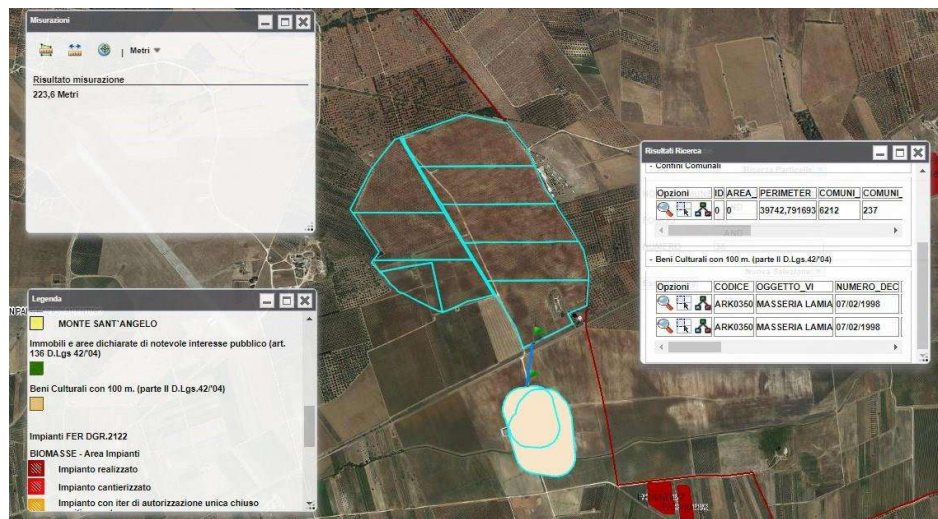 Misurazioni
Metri
Risultato misurazione
223,6 Metri
Legenda
MONTE SANT'ANGELO
Immobili e aree dichiarate di notevole interesse pubblico (art. 136 D.Lgs 42/'04)
Beni Culturali con 100 m. (parte II D.Lgs.42/'04)
Impianti FER DGR.2122
BIOMASSE - Area Impianti
Impianto realizzato
Impianto cantierizzato
Impianto con iter di autorizzazione unica chiuso
Risultati Ricerca
- Confini Comunali
Opzioni ID AREA_ PERIMETER COMUNI_ COMUNI_
0 0 39742,791693 6212 237
- Beni Culturali con 100 m. (parte II D.Lgs.42/'04)
Opzioni CODICE OGGETTO_VI NUMERO_DEC
ARK0350 MASSERIA LAMIA 07/02/1998
ARK0350 MASSERIA LAMIA 07/02/1998